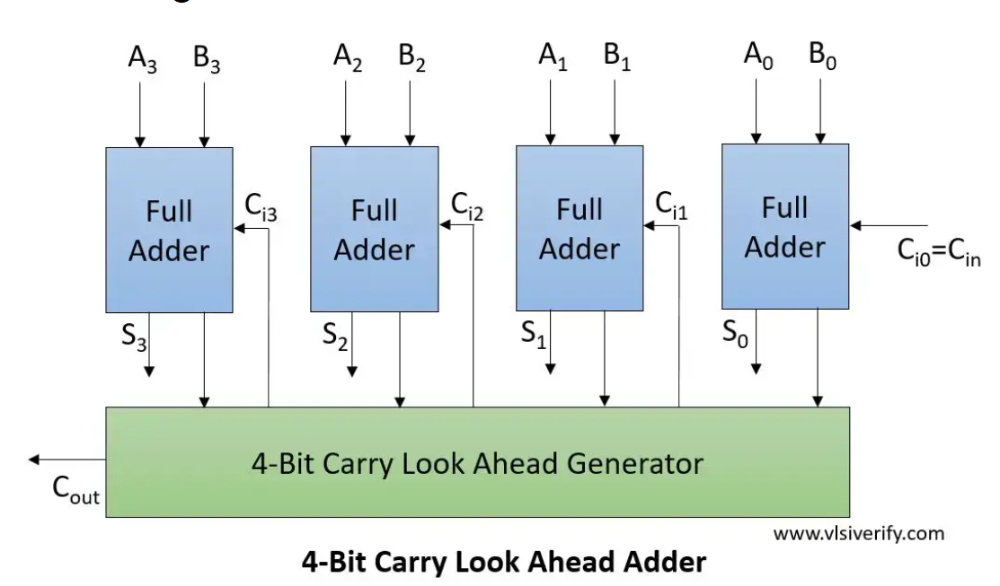 A3 B3 A2 B2 A1 B1 A0 B0
Full Adder
Ci3
Full Adder
Ci2
Full Adder
Ci1
Full Adder
Ci0=Cin
S3
S2
S1
S0
4-Bit Carry Look Ahead Generator
Cout
www.vlsiverify.com
4-Bit Carry Look Ahead Adder